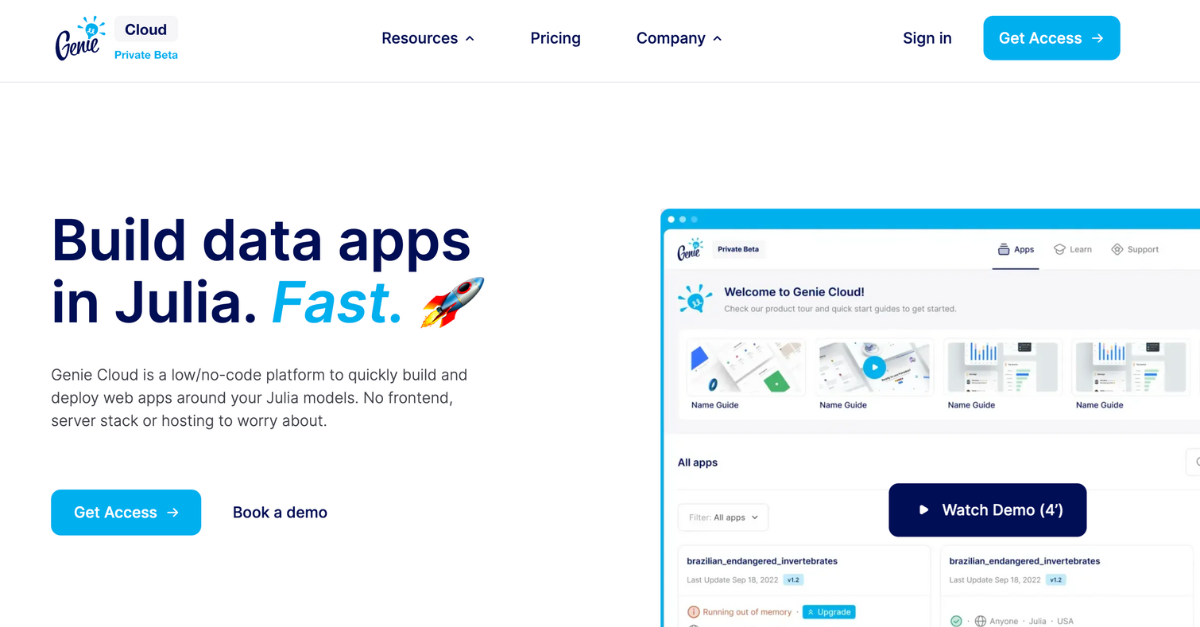 Genie Cloud
Private Beta
Resources
Pricing
Company
Sign in
Get Access →
Build data apps
in Julia. Fast. 🚀
Genie Cloud is a low/no-code platform to quickly build and
deploy web apps around your Julia models. No frontend,
server stack or hosting to worry about.
Get Access →
Book a demo
Genie Private Beta
Apps
Learn
Support
Welcome to Genie Cloud!
Check our product tour and quick start guides to get started.
Name Guide
Name Guide
Name Guide
Name Guide
All apps
Filter: All apps
Watch Demo (4’)
brazilian_endangered_invertebrates
Last Update Sep 18, 2022 v1.2
Running out of memory · Upgrade
brazilian_endangered_invertebrates
Last Update Sep 18, 2022 v1.2
· Anyone · Julia · USA